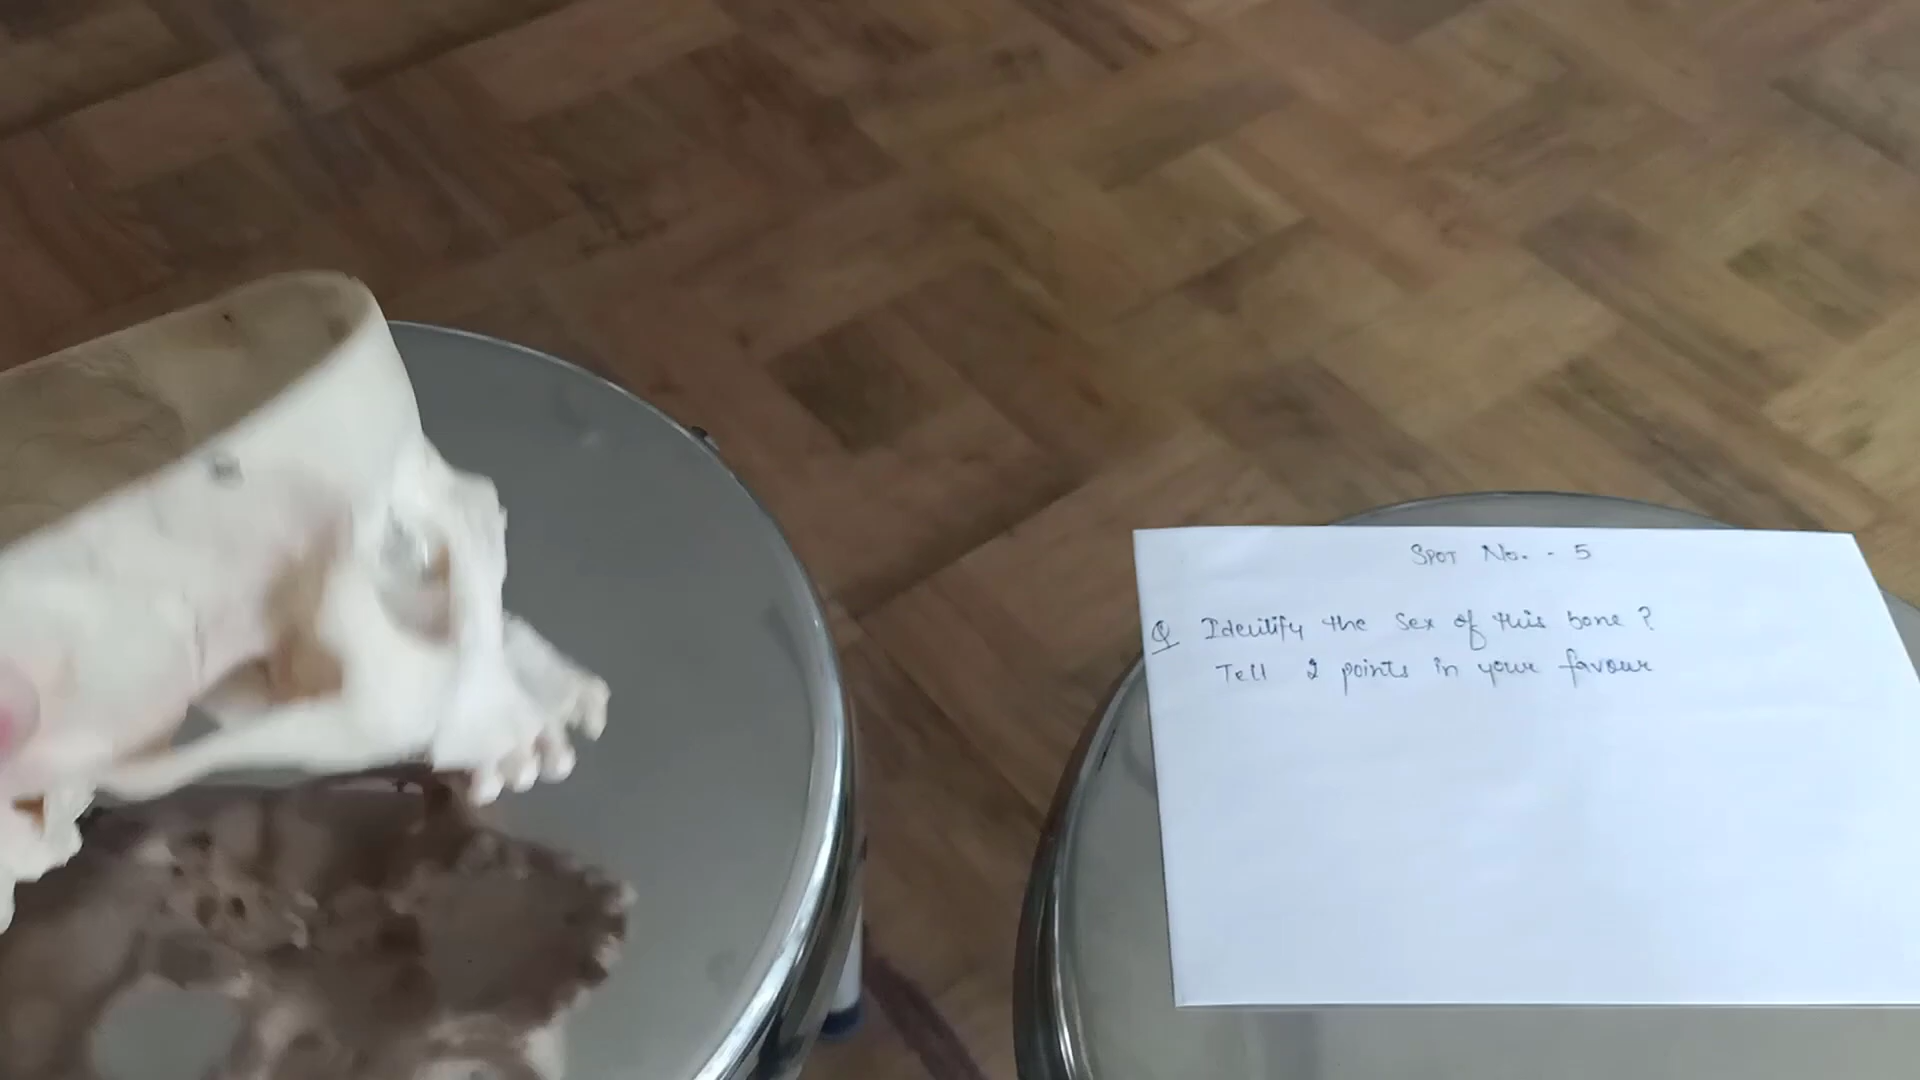 SPOT No. - 5
Q Identify the Sex of this bone ?
Tell 2 points in your favour